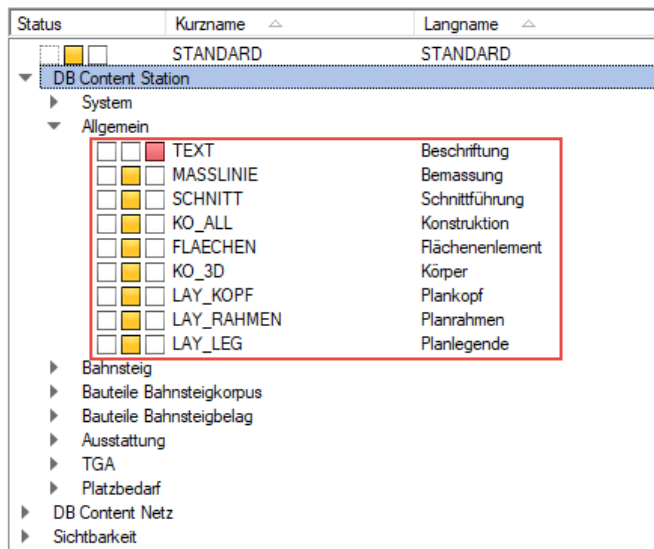 Status Kurzname Langname
STANDARD STANDARD
DB Content Station
System
Allgemein
TEXT Beschriftung
MASSLINIE Bemassung
SCHNITT Schnittführung
KO_ALL Konstruktion
FLAECHEN Flächenenlement
KO_3D Körper
LAY_KOPF Plankopf
LAY_RAHMEN Planrahmen
LAY_LEG Planlegende
Bahnsteig
Bauteile Bahnsteigkorpus
Bauteile Bahnsteigbelag
Ausstattung
TGA
Platzbedarf
DB Content Netz
Sichtbarkeit